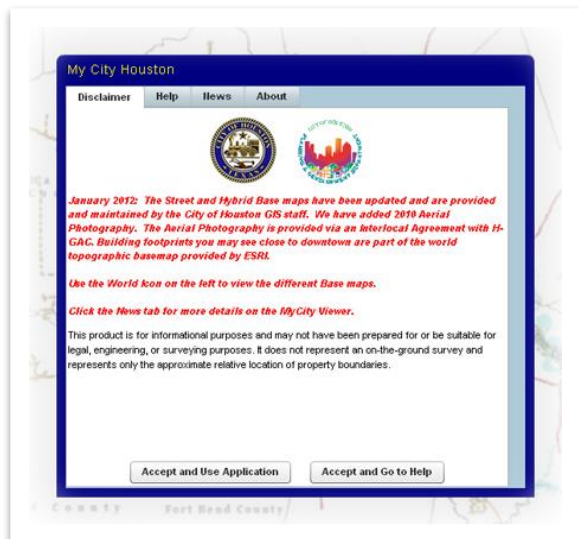 My City Houston
Disclaimer Help News About
CITY OF HOUSTON
TEXAS
January 2012: The Street and Hybrid Base maps have been updated and are provided
and maintained by the City of Houston GIS staff. We have added 2010 Aerial
Photography. The Aerial Photography is provided via an Interlocal Agreement with H-
GAC. Building footprints you may see close to downtown are part of the world
topographic basemap provided by ESRI.
Use the World Icon on the left to view the different Base maps.
Click the News tab for more details on the MyCity Viewer.
This product is for informational purposes and may not have been prepared for or be suitable for
legal, engineering, or surveying purposes. It does not represent an on-the-ground survey and
represents only the approximate relative location of property boundaries.
Accept and Use Application Accept and Go to Help
County Fort Bend County